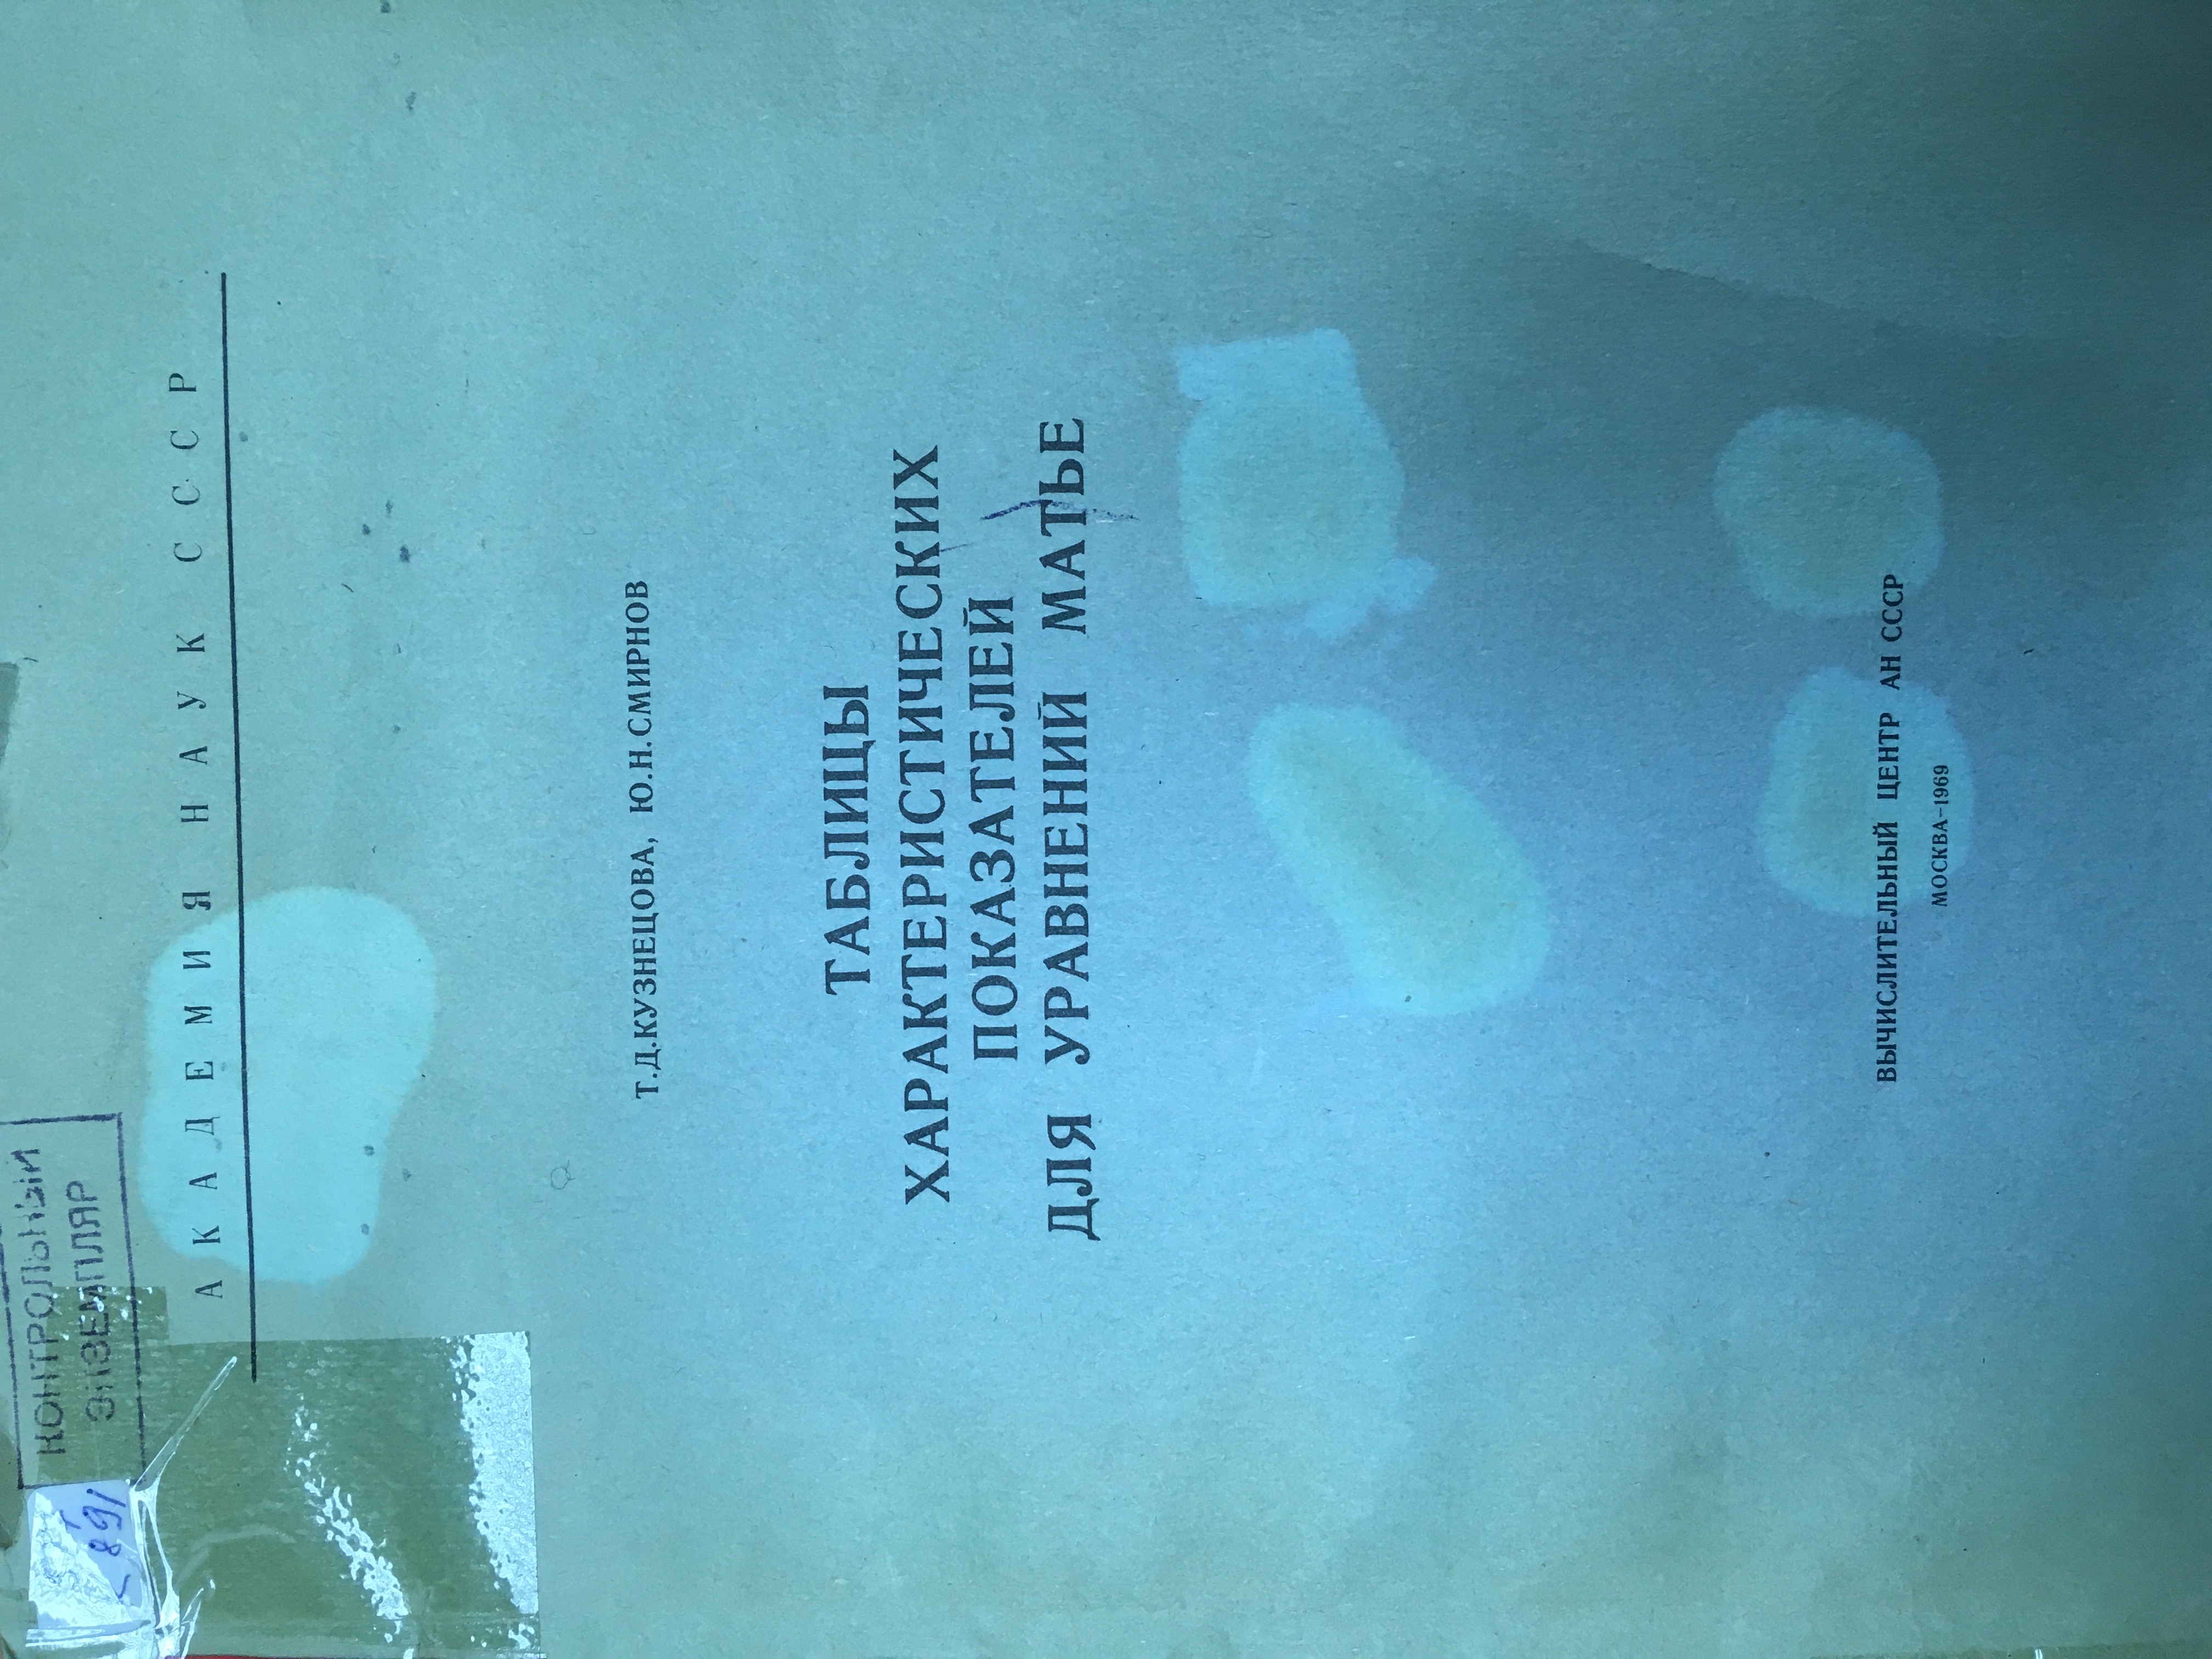 КОНТРОЛЬНЫЙ
ЭКЗЕМПЛЯР
АКАДЕМИЯ НАУК СССР
Т.Д.КУЗНЕЦОВА, Ю.Н.СМИРНОВ
ТАБЛИЦЫ
ХАРАКТЕРИСТИЧЕСКИХ
ПОКАЗАТЕЛЕЙ
ДЛЯ УРАВНЕНИЙ МАТЬЕ
ВЫЧИСЛИТЕЛЬНЫЙ ЦЕНТР АН СССР
МОСКВА-1969